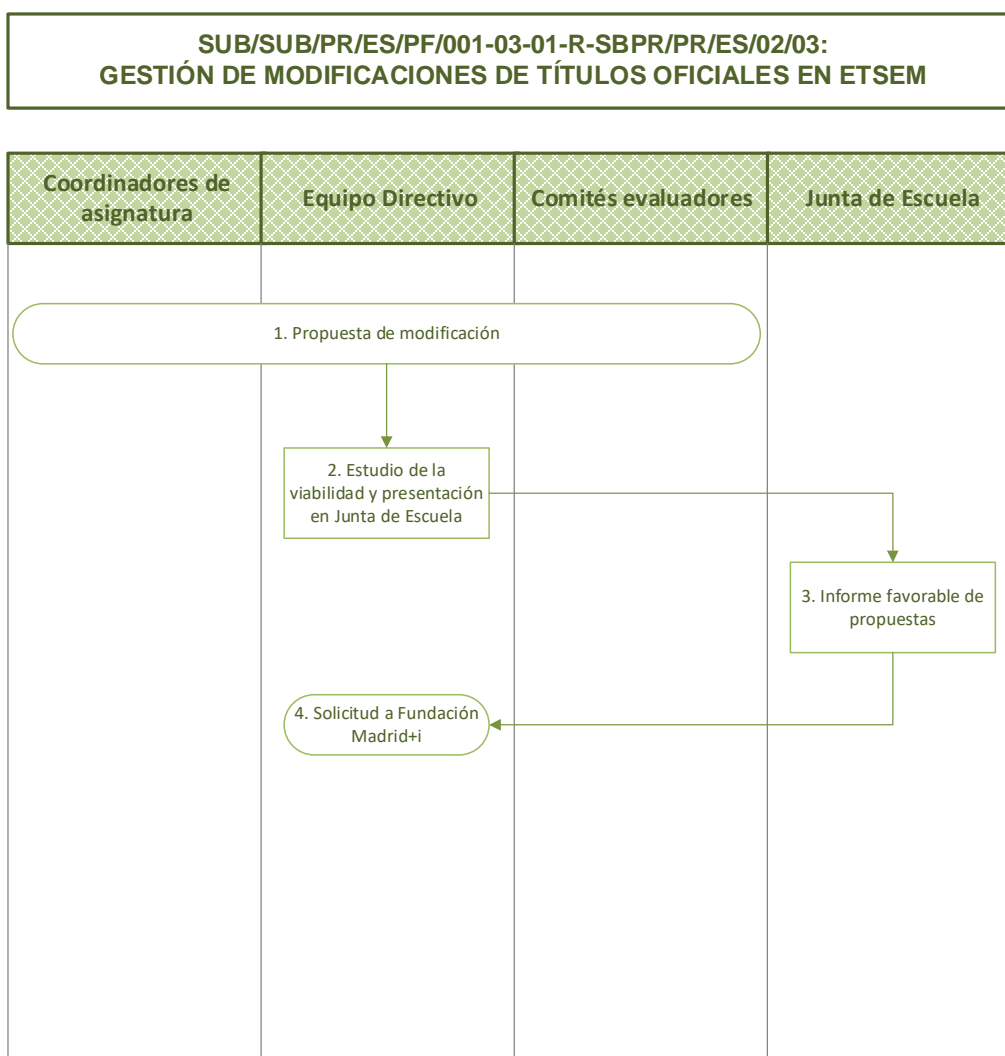 SUB/SUB/PR/ES/PF/001-03-01-R-SBPR/PR/ES/02/03:
GESTIÓN DE MODIFICACIONES DE TÍTULOS OFICIALES EN ETSEM
Coordinadores de
asignatura
Equipo Directivo
Comités evaluadores
Junta de Escuela
1. Propuesta de modificación
2. Estudio de la
viabilidad y presentación
en Junta de Escuela
3. Informe favorable de
propuestas
4. Solicitud a Fundación
Madrid+i